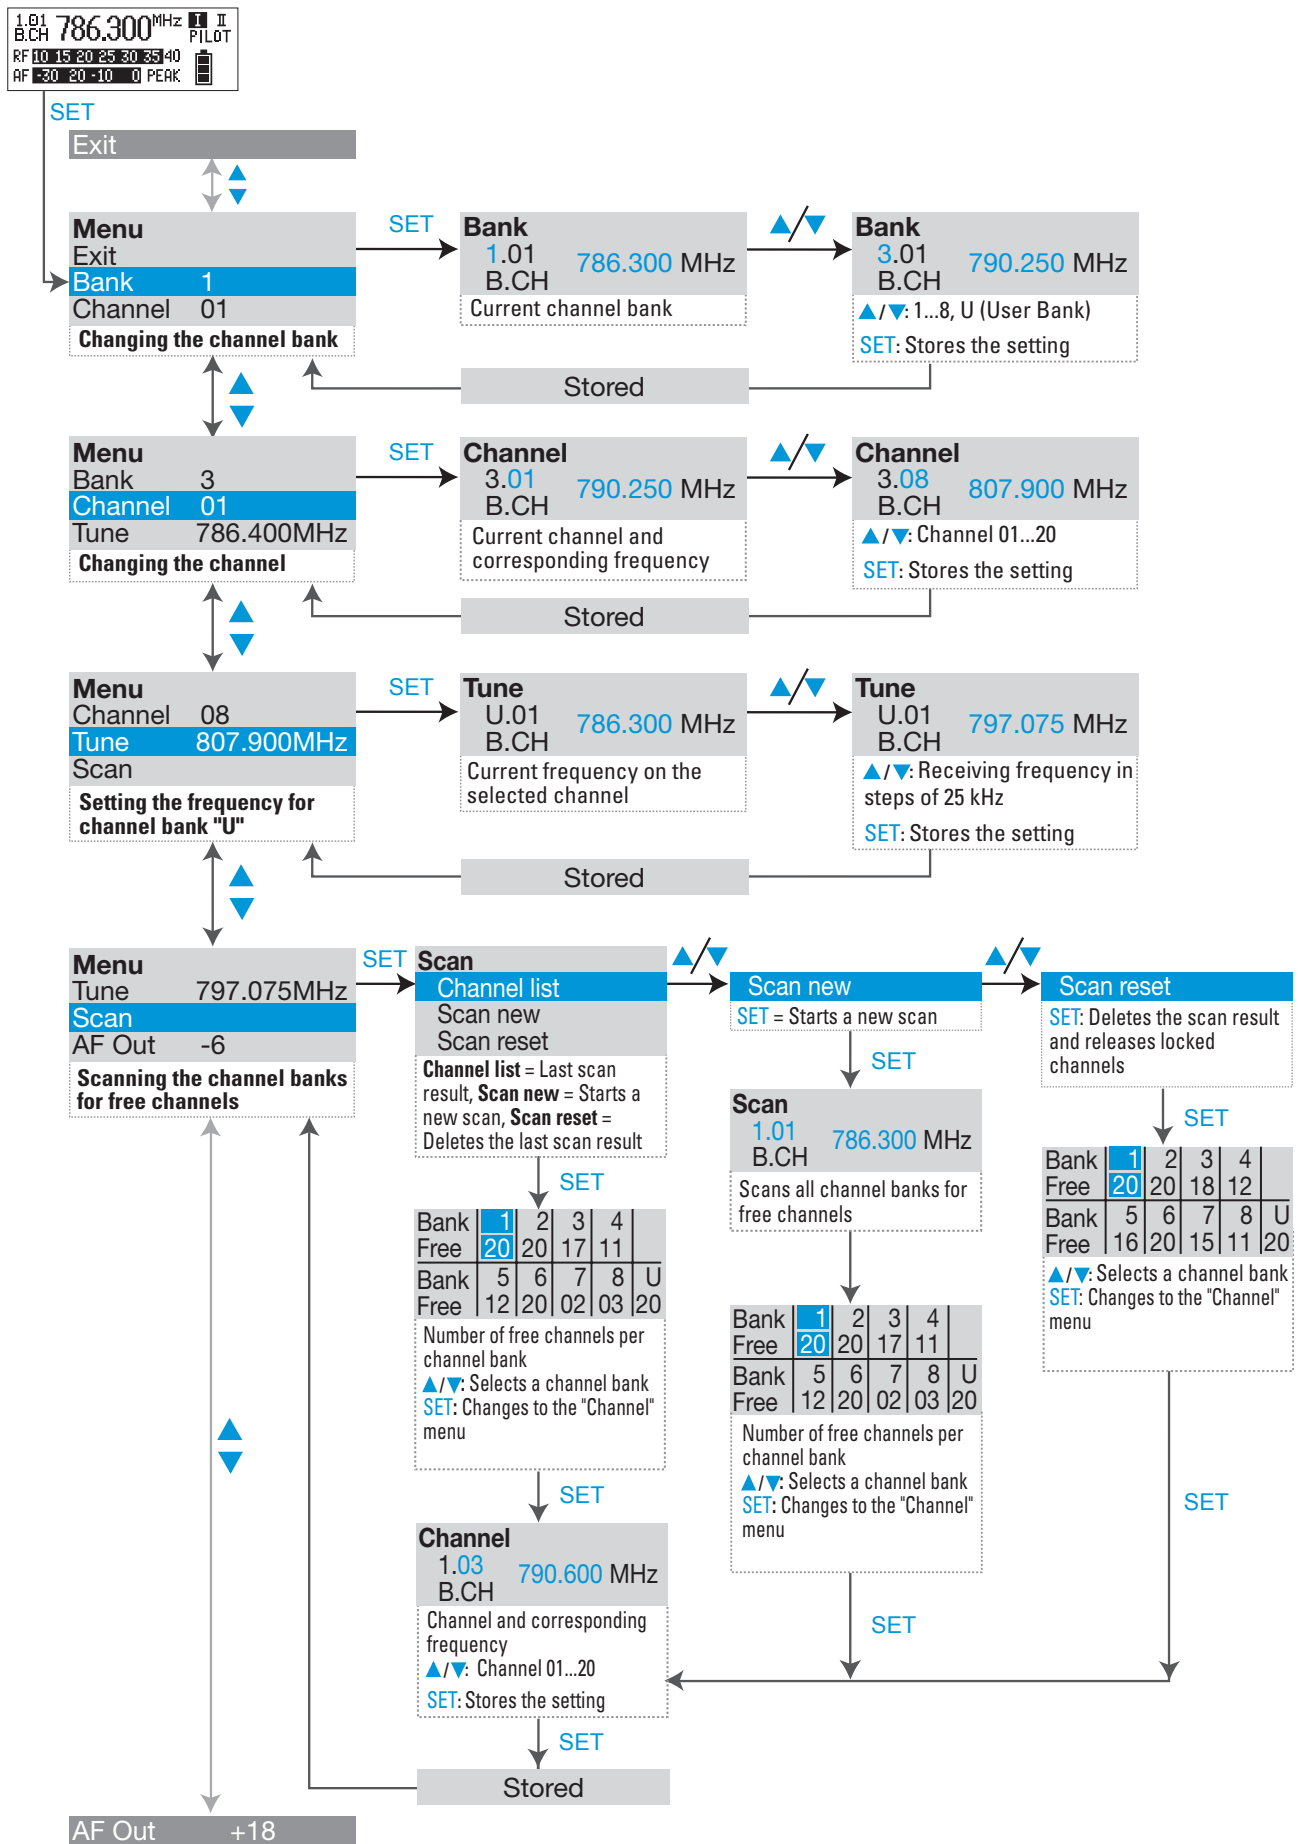 1.01 786.300MHz I II
B.CH PILOT
RF 10 15 20 25 30 35 40
AF -30 20 -10 0 PEAK
SET
Exit
Menu
Exit
Bank 1
Channel 01
Changing the channel bank
SET
Bank
1.01 786.300 MHz
B.CH
Current channel bank
▲/▼
Bank
3.01 790.250 MHz
B.CH
▲/▼: 1...8, U (User Bank)
SET: Stores the setting
Stored
Menu
Bank 3
Channel 01
Tune 786.400MHz
Changing the channel
SET
Channel
3.01 790.250 MHz
B.CH
Current channel and
corresponding frequency
▲/▼
Channel
3.08 807.900 MHz
B.CH
▲/▼: Channel 01...20
SET: Stores the setting
Stored
Menu
Channel 08
Tune 807.900MHz
Scan
Setting the frequency for
channel bank "U"
SET
Tune
U.01 786.300 MHz
B.CH
Current frequency on the
selected channel
▲/▼
Tune
U.01 797.075 MHz
B.CH
▲/▼: Receiving frequency in
steps of 25 kHz
SET: Stores the setting
Stored
Menu
Tune 797.075MHz
Scan
AF Out -6
Scanning the channel banks
for free channels
SET
Scan
Channel list
Scan new
Scan reset
Channel list = Last scan
result, Scan new = Starts a
new scan, Scan reset =
Deletes the last scan result
SET
Bank 1 2 3 4
Free 20 20 17 11
Bank 5 6 7 8 U
Free 12 20 02 03 20
Number of free channels per
channel bank
▲/▼: Selects a channel bank
SET: Changes to the "Channel"
menu
SET
Channel
1.03 790.600 MHz
B.CH
Channel and corresponding
frequency
▲/▼: Channel 01...20
SET: Stores the setting
SET
Stored
▲/▼
Scan new
SET = Starts a new scan
SET
Scan
1.01 786.300 MHz
B.CH
Scans all channel banks for
free channels
Bank 1 2 3 4
Free 20 20 17 11
Bank 5 6 7 8 U
Free 12 20 02 03 20
Number of free channels per
channel bank
▲/▼: Selects a channel bank
SET: Changes to the "Channel"
menu
SET
▲/▼
Scan reset
SET: Deletes the scan result
and releases locked
channels
SET
Bank 1 2 3 4
Free 20 20 18 12
Bank 5 6 7 8 U
Free 16 20 15 11 20
▲/▼: Selects a channel bank
SET: Changes to the "Channel"
menu
SET
AF Out +18